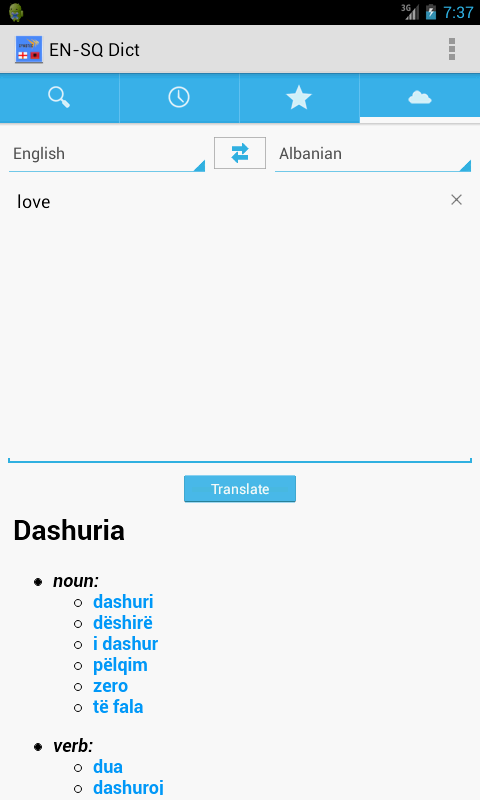 3G 7:37
EN-SQ Dict
English Albanian
love
Translate
Dashuria
noun:
dashuri
dëshirë
i dashur
pëlqim
zero
të fala
verb:
dua
dashuroj